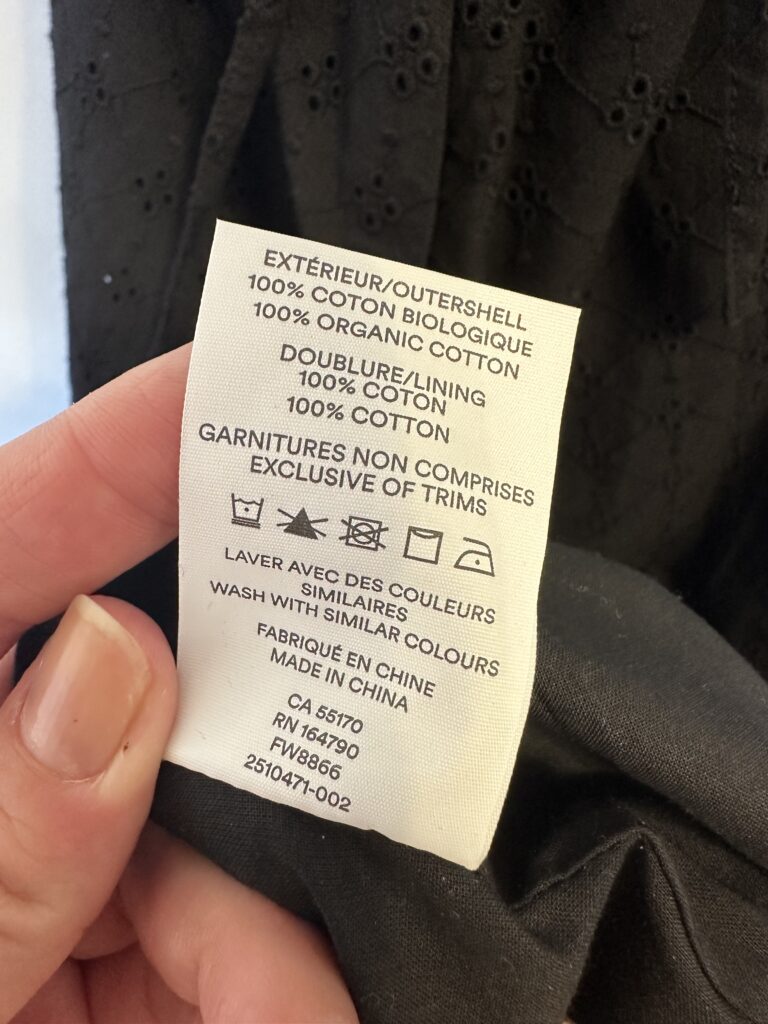 EXTÉRIEUR/OUTERSHELL
100% COTON BIOLOGIQUE
100% ORGANIC COTTON
DOUBLURE/LINING
100% COTON
100% COTTON
GARNITURES NON COMPRISES
EXCLUSIVE OF TRIMS
LAVER AVEC DES COULEURS
SIMILAIRES
WASH WITH SIMILAR COLOURS
FABRIQUÉ EN CHINE
MADE IN CHINA
CA 55170
RN 164790
FW8866
2510471-002